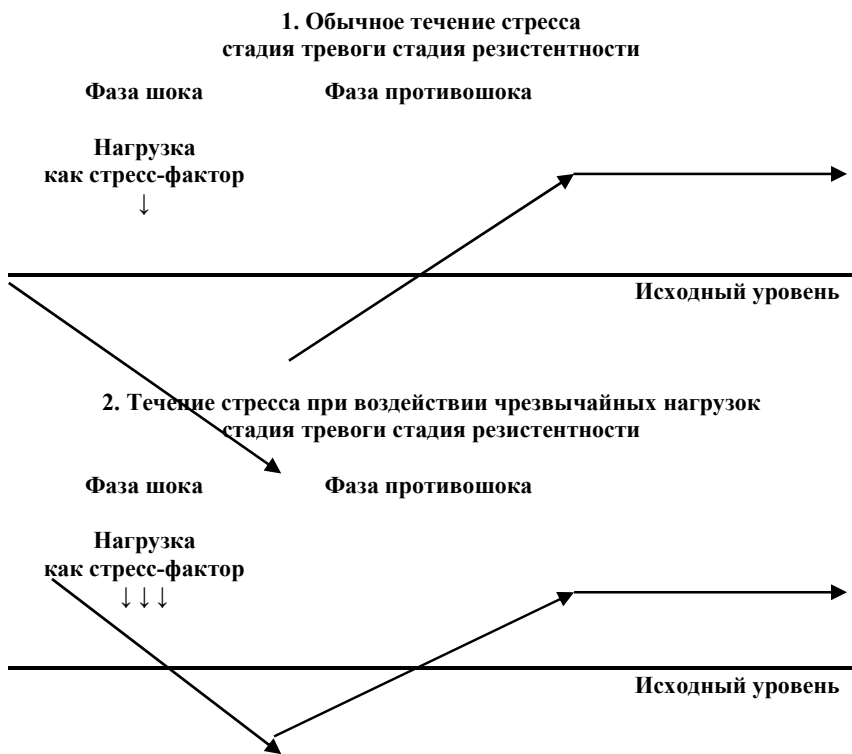 1. Обычное течение стресса
стадия тревоги стадия резистентности
Фаза шока Фаза противошока
Нагрузка
как стресс-фактор
↓
Исходный уровень
2. Течение стресса при воздействии чрезвычайных нагрузок
стадия тревоги стадия резистентности
Фаза шока Фаза противошока
Нагрузка
как стресс-фактор
↓↓↓
Исходный уровень